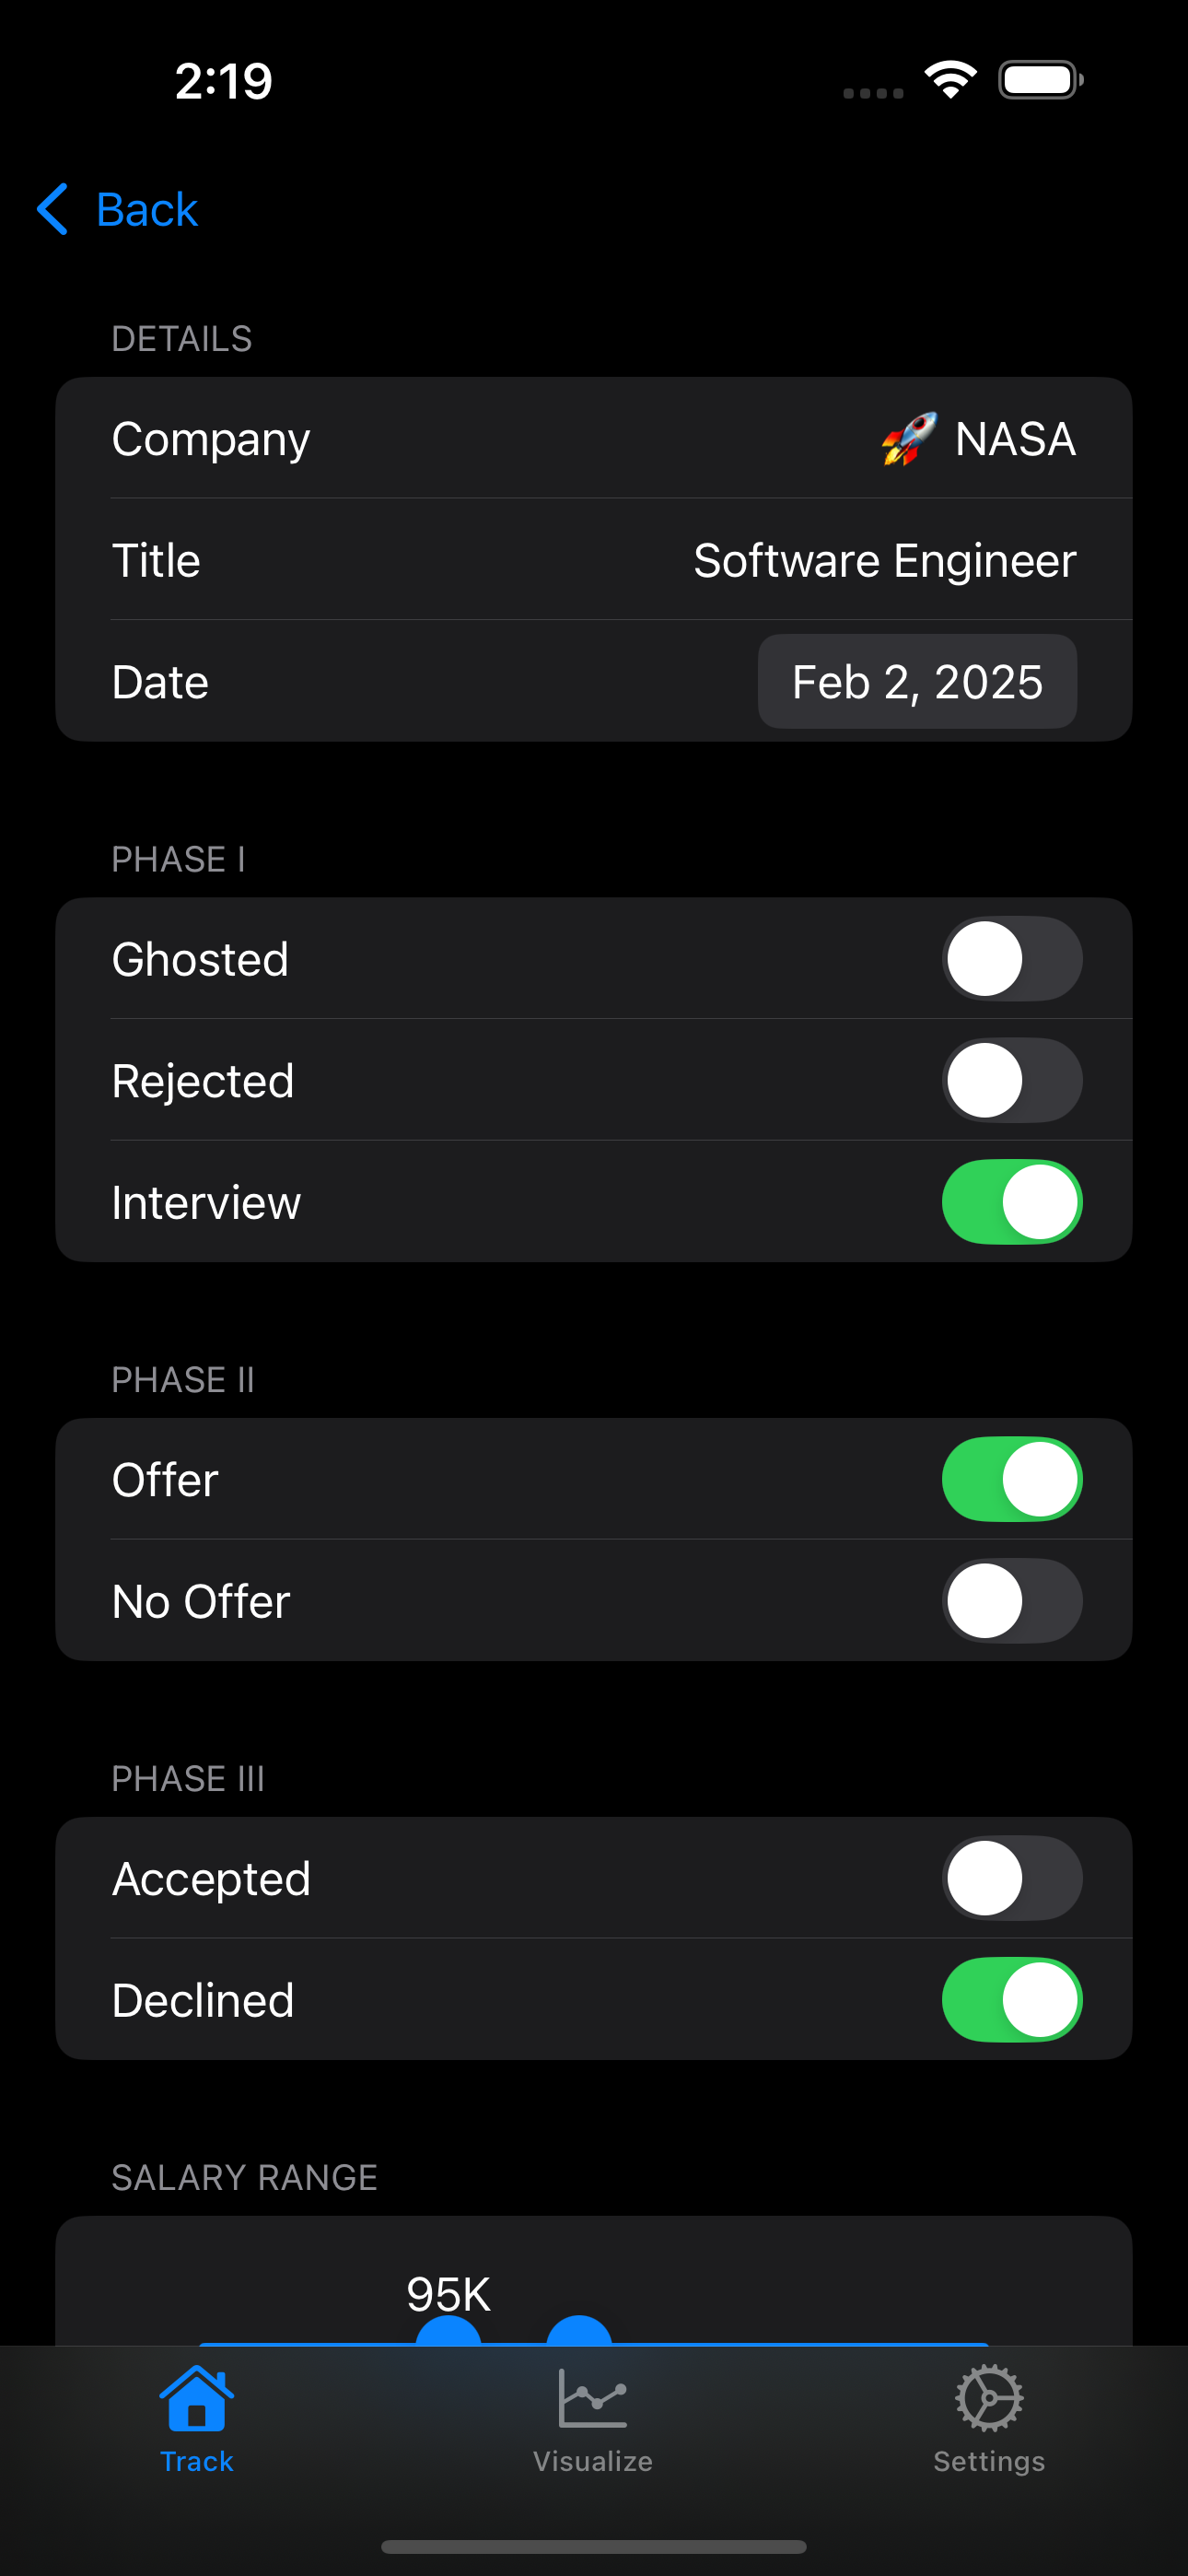 2:19
Back
DETAILS
Company 🚀 NASA
Title Software Engineer
Date Feb 2, 2025
PHASE I
Ghosted
Rejected
Interview
PHASE II
Offer
No Offer
PHASE III
Accepted
Declined
SALARY RANGE
95K
Track Visualize Settings